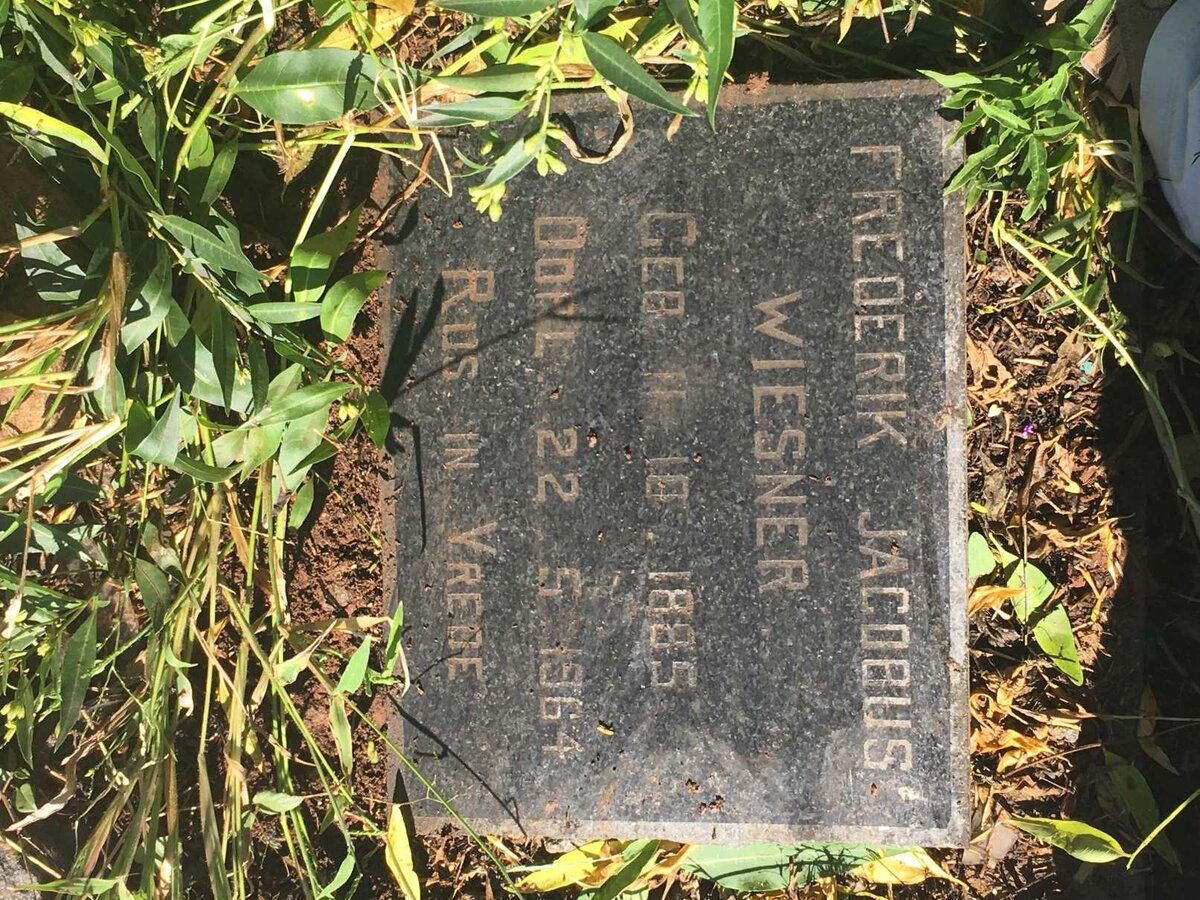 FREDERIK JACOBUS
WIESNER
GEB. 11. 10. 1885
OORL. 22. 5. 1964
RUS IN VREDE